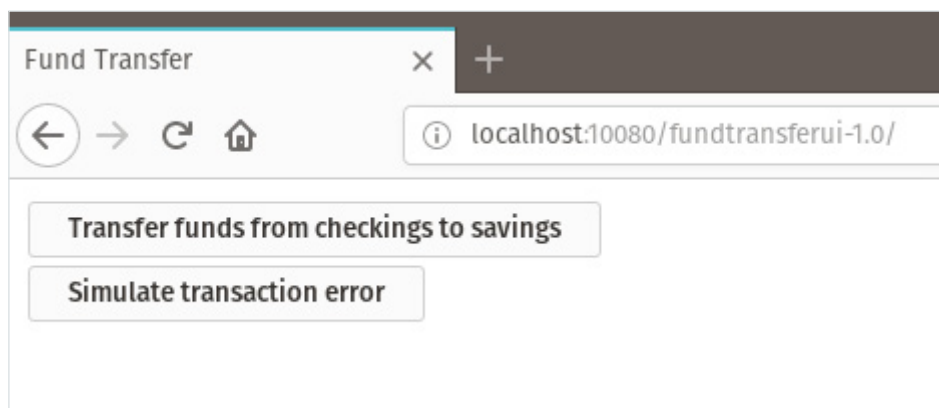 Fund Transfer
localhost:10080/fundtransferui-1.0/
Transfer funds from checkings to savings
Simulate transaction error